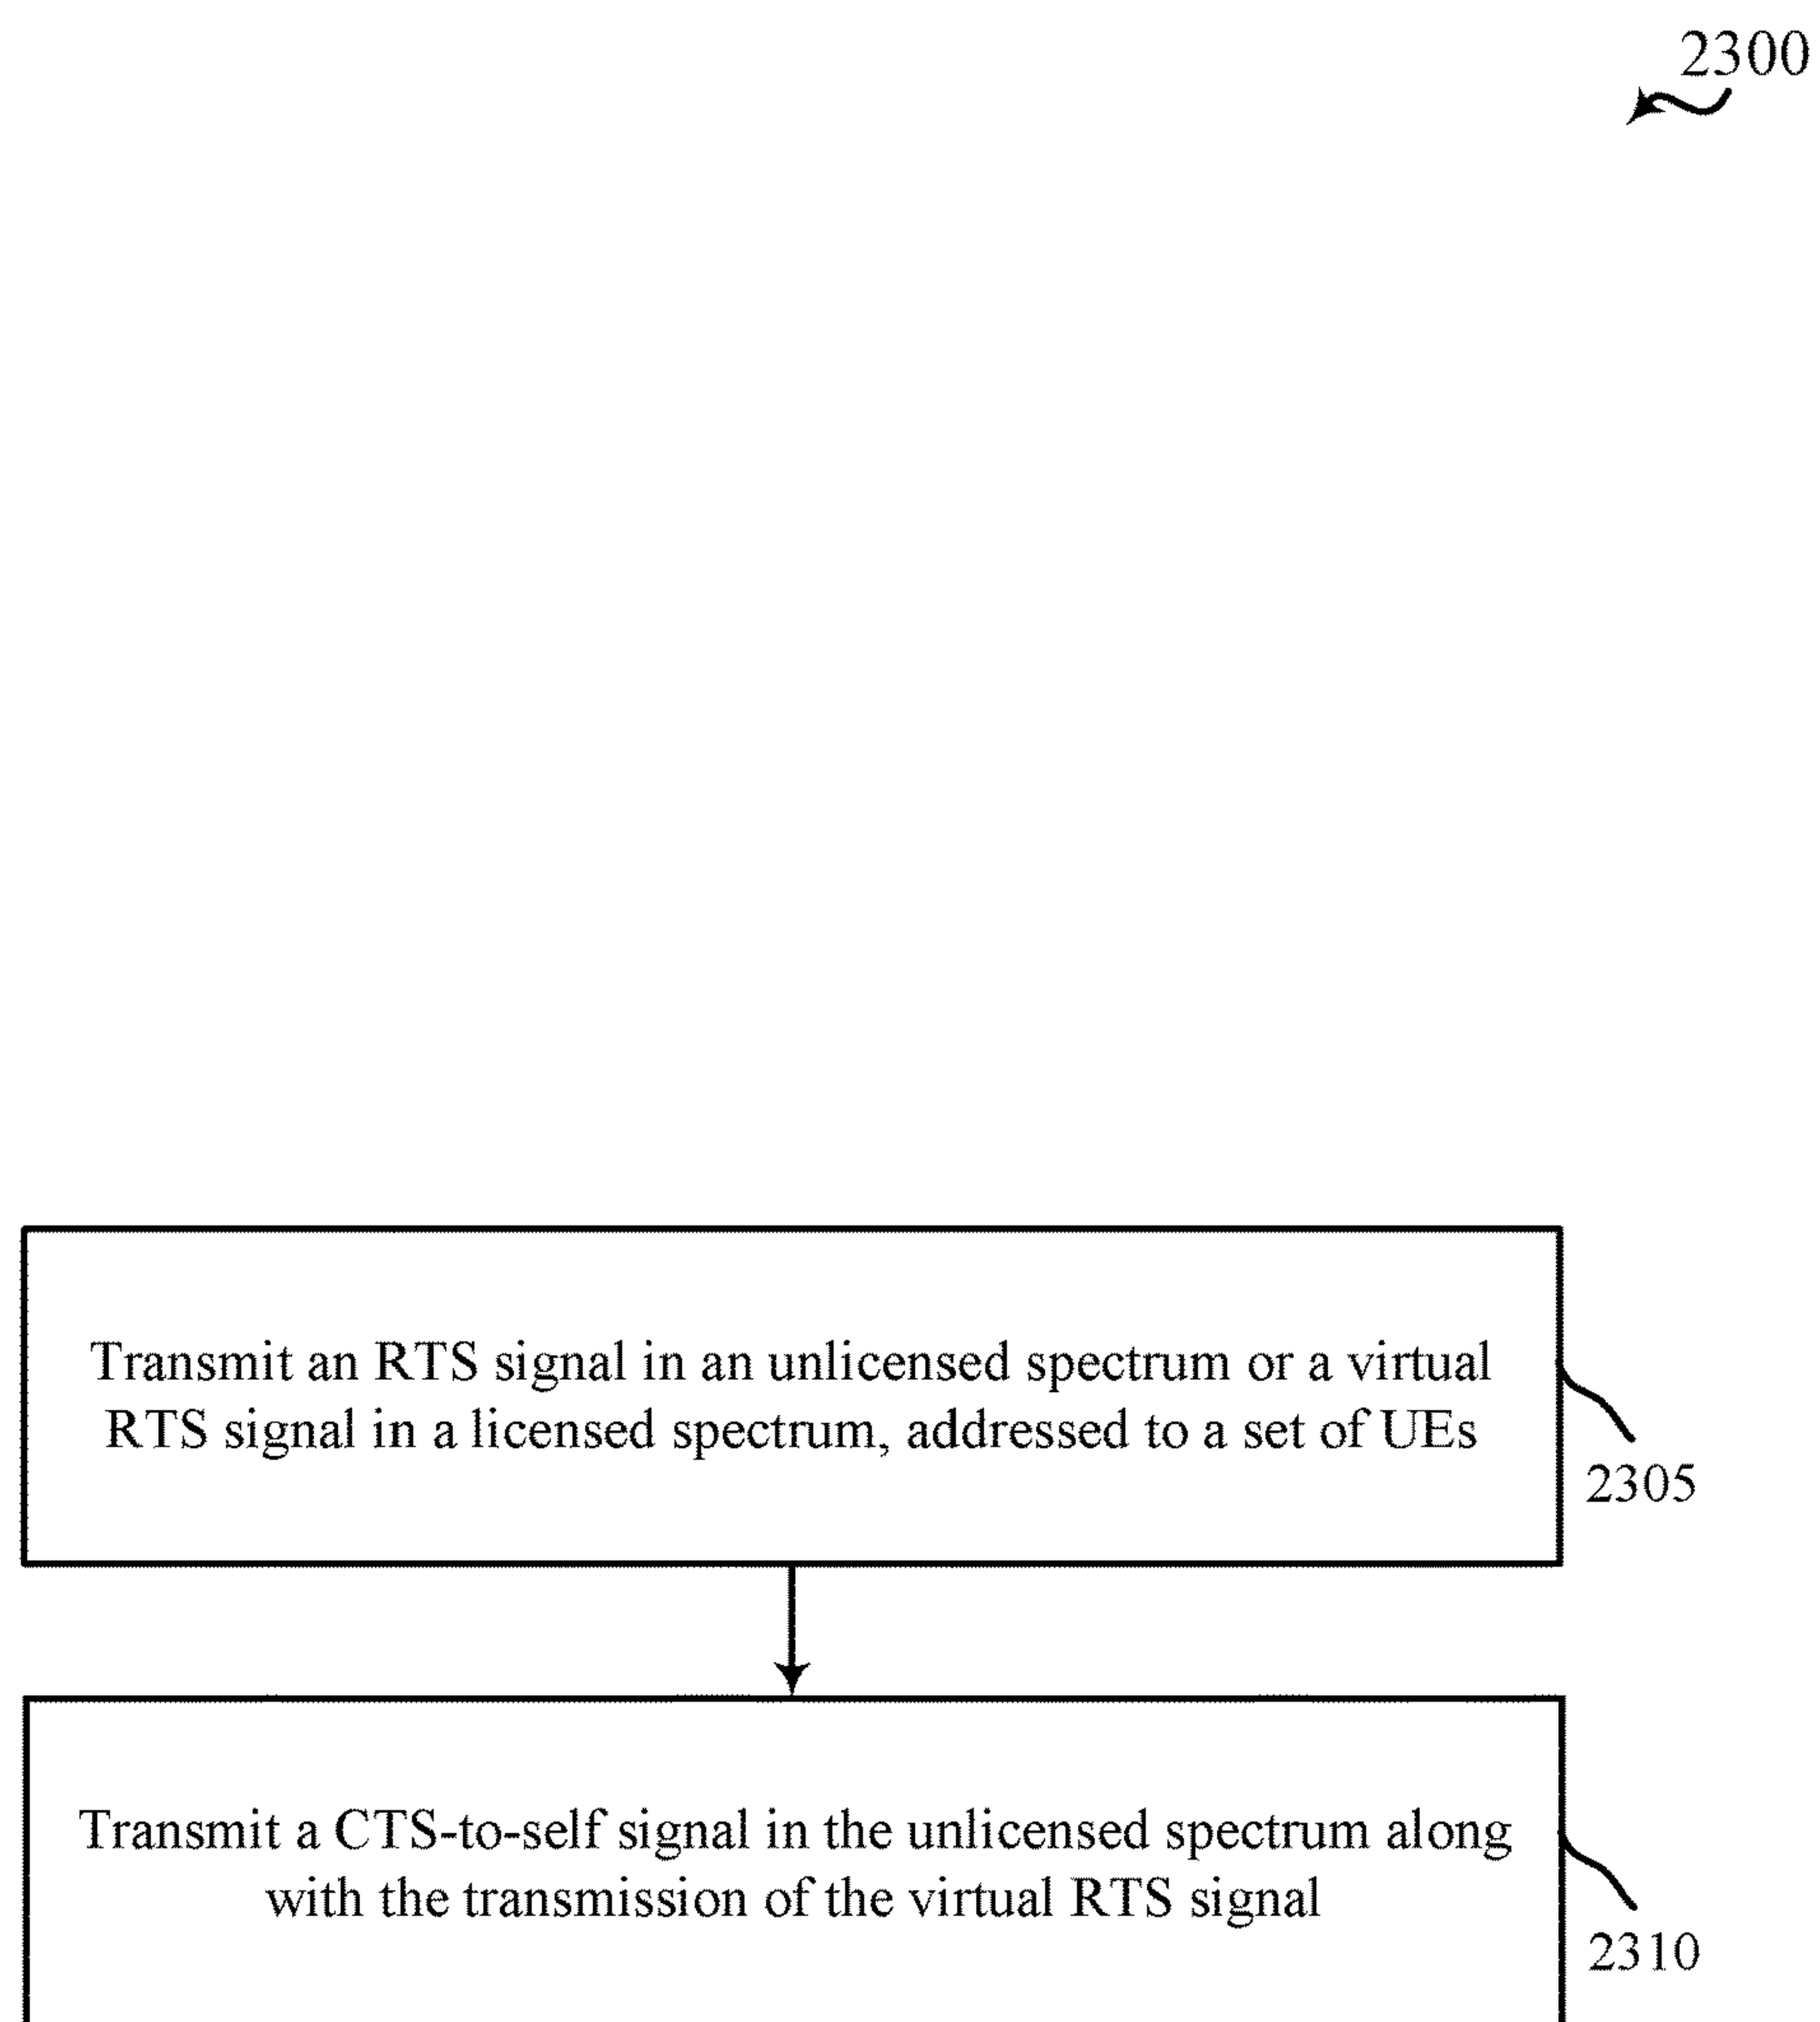 2300
Transmit an RTS signal in an unlicensed spectrum or a virtual
RTS signal in a licensed spectrum, addressed to a set of UEs
2305
Transmit a CTS-to-self signal in the unlicensed spectrum along
with the transmission of the virtual RTS signal
2310